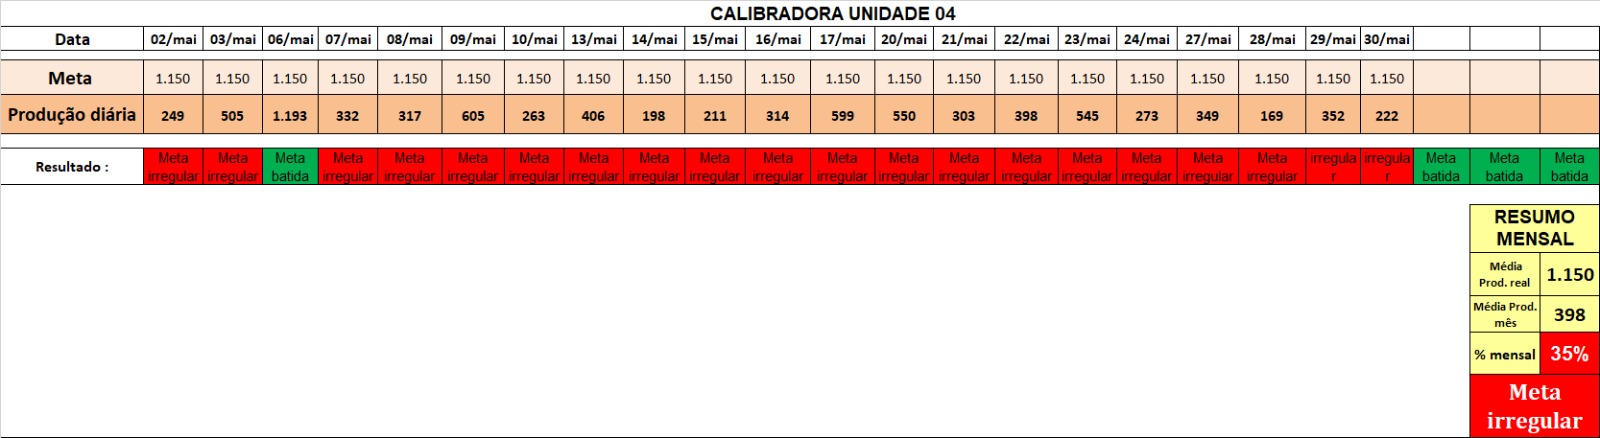 CALIBRADORA UNIDADE 04
Data 02/mai 03/mai 06/mai 07/mai 08/mai 09/mai 10/mai 13/mai 14/mai 15/mai 16/mai 17/mai 20/mai 21/mai 22/mai 23/mai 24/mai 27/mai 28/mai 29/mai 30/mai
Meta 1.150 1.150 1.150 1.150 1.150 1.150 1.150 1.150 1.150 1.150 1.150 1.150 1.150 1.150 1.150 1.150 1.150 1.150 1.150 1.150 1.150
Produção diária 249 505 1.193 332 317 605 263 406 198 211 314 599 550 303 398 545 273 349 169 352 222
Meta Meta Meta Meta Meta Meta Meta Meta Meta Meta Meta Meta Meta Meta Meta Meta Meta Meta Meta irregula irregula Meta Meta Meta
Resultado : irregular irregular batida irregular irregular irregular irregular irregular irregular irregular irregular irregular irregular irregular irregular irregular irregular irregular irregular r r batida batida batida
RESUMO
MENSAL
Média
Prod. real 1.150
Média Prod.
mês 398
% mensal 35%
Meta
irregular